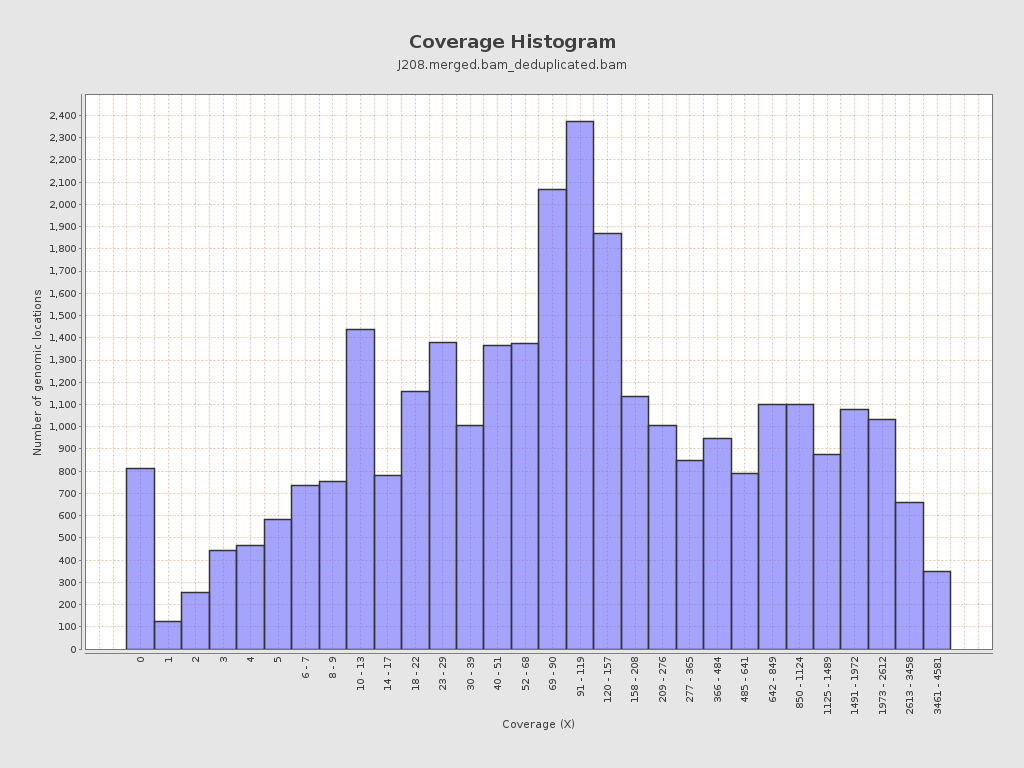 Coverage Histogram
J208.merged.bam_deduplicated.bam
Number of genomic locations
2,400
2,300
2,200
2,100
2,000
1,900
1,800
1,700
1,600
1,500
1,400
1,300
1,200
1,100
1,000
900
800
700
600
500
400
300
200
100
0
0
1
2
3
4
5
6 - 7
8 - 9
10 - 13
14 - 17
18 - 22
23 - 29
30 - 39
40 - 51
52 - 68
69 - 90
91 - 119
120 - 157
158 - 208
209 - 276
277 - 365
366 - 484
485 - 641
642 - 849
850 - 1124
1125 - 1489
1491 - 1972
1973 - 2612
2613 - 3458
3461 - 4581
Coverage (X)